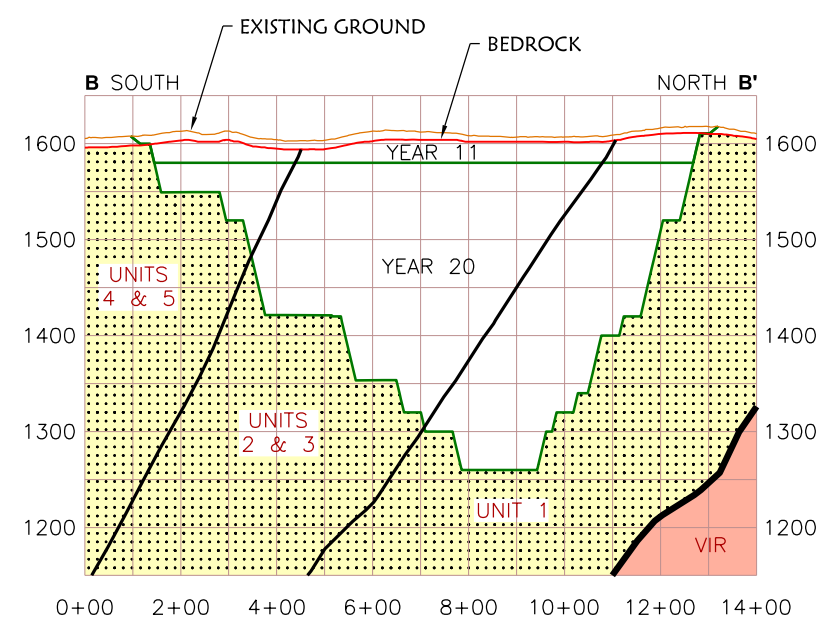 EXISTING GROUND
BEDROCK
B SOUTH
NORTH B'
1600
YEAR 11
1600
1500
1500
YEAR 20
UNITS
4 & 5
1400
1400
UNITS
2 & 3
1300
1300
UNIT 1
1200
1200
VIR
0+00 2+00 4+00 6+00 8+00 10+00 12+00 14+00